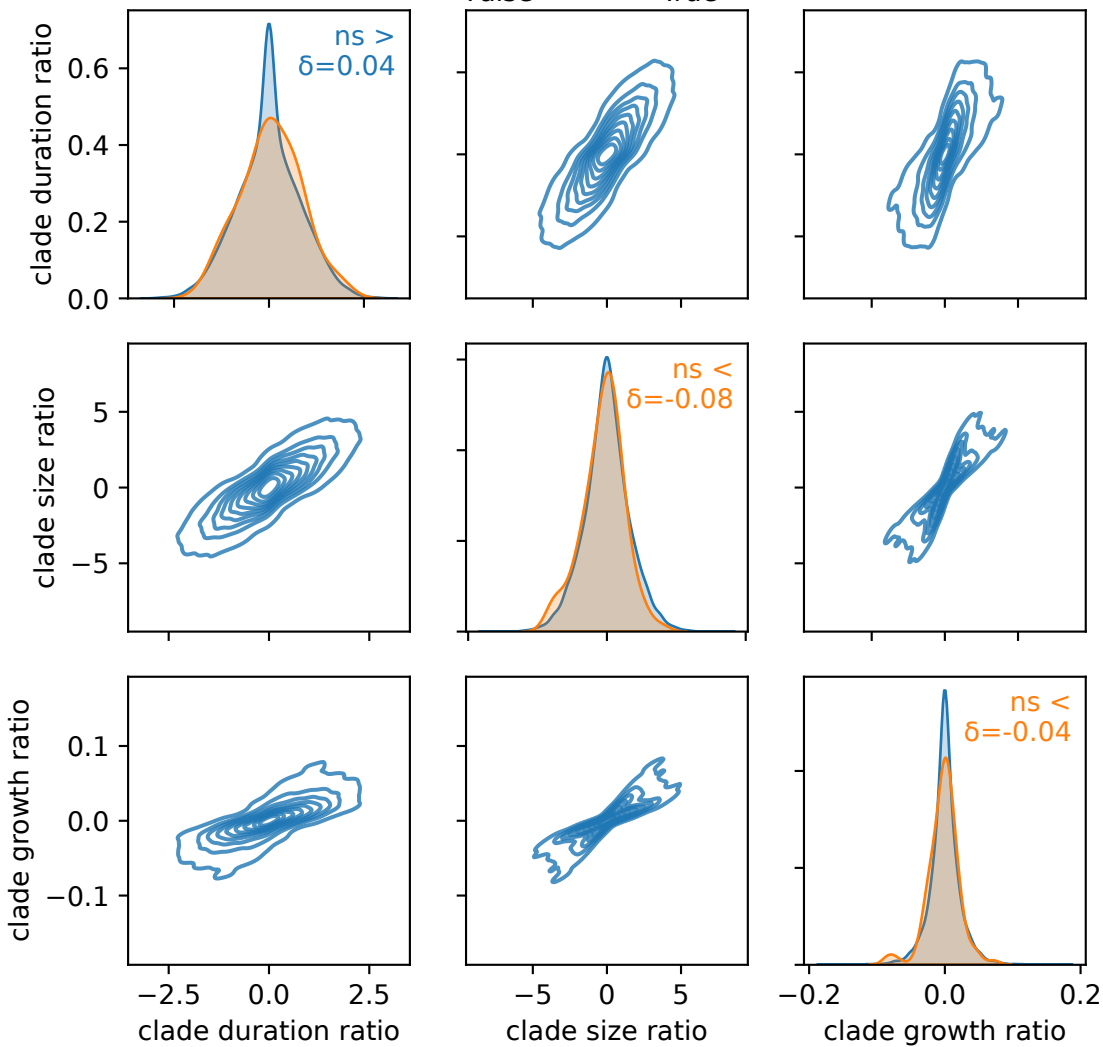 clade duration ratio
0.6
0.4
0.2
0.0
ns >
δ=0.04
clade size ratio
5
0
−5
ns <
δ=-0.08
clade growth ratio
0.1
0.0
−0.1
ns <
δ=-0.04
−2.5 0.0 2.5
−5 0 5
−0.2 0.0 0.2
clade duration ratio
clade size ratio
clade growth ratio